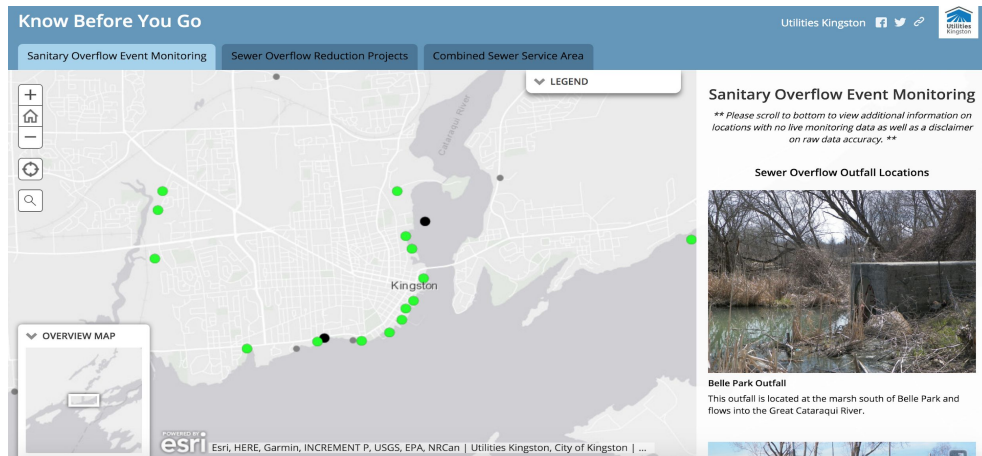 Know Before You Go
Utilities Kingston
Utilities
Kingston
Sanitary Overflow Event Monitoring
Sewer Overflow Reduction Projects
Combined Sewer Service Area
LEGEND
Cataraqui River
Kingston
OVERVIEW MAP
POWERED BY
esri
Esri, HERE, Garmin, INCREMENT P, USGS, EPA, NRCan | Utilities Kingston, City of Kingston | ...
Sanitary Overflow Event Monitoring
** Please scroll to bottom to view additional information on
locations with no live monitoring data as well as a disclaimer
on raw data accuracy. **
Sewer Overflow Outfall Locations
Belle Park Outfall
This outfall is located at the marsh south of Belle Park and
flows into the Great Cataraqui River.